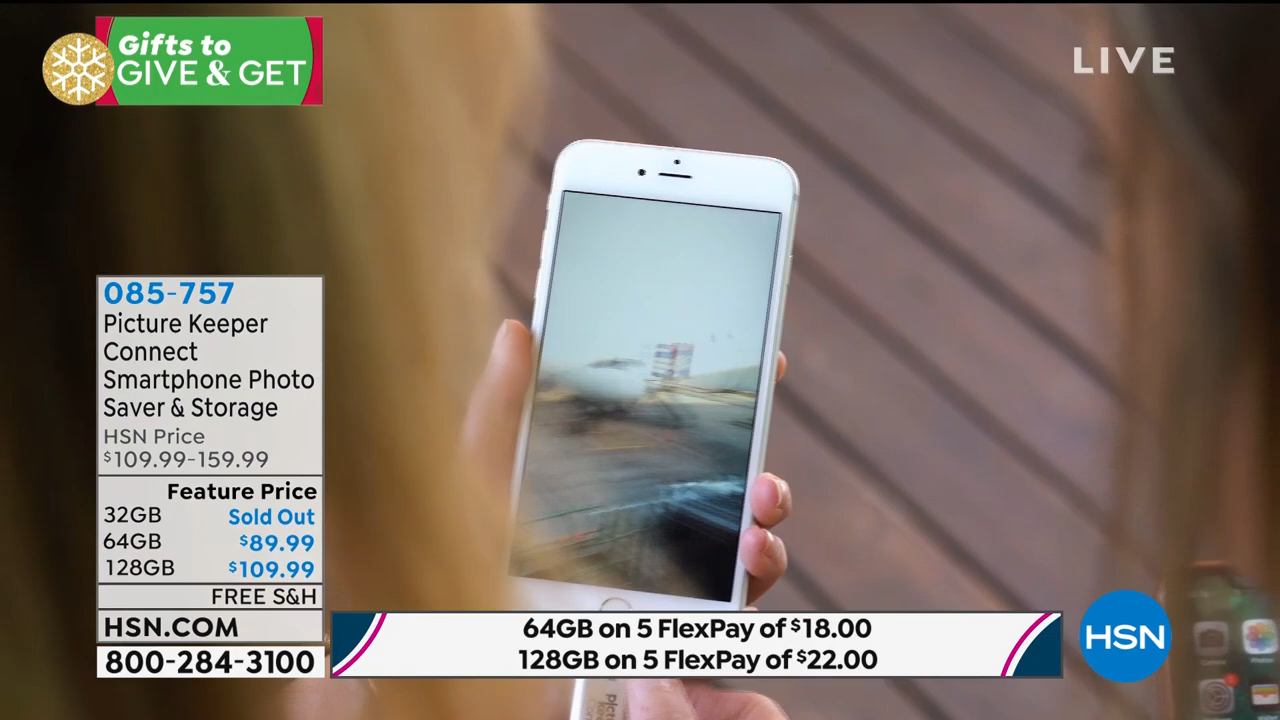 Gifts to
GIVE & GET
LIVE
085-757
Picture Keeper
Connect
Smartphone Photo
Saver & Storage
HSN Price
$109.99-159.99
Feature Price
32GB Sold Out
64GB $89.99
128GB $109.99
FREE S&H
HSN.COM
800-284-3100
64GB on 5 FlexPay of $18.00
128GB on 5 FlexPay of $22.00
HSN